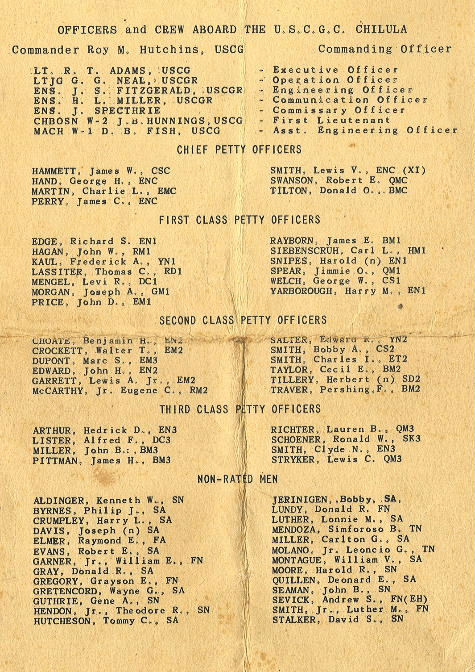 OFFICERS and CREW ABOARD THE U.S.C.G.C. CHILULA
Commander Roy M. Hutchins, USCG Commanding Officer
LT. R. T. ADAMS, USCG - Executive Officer
LTJG G. G. NEAL, USCGR - Operation Officer
ENS. J. S. FITZGERALD, USCGR - Engineering Officer
ENS. H. L. MILLER, USCGR - Communication Officer
ENS. J. SPECTHRIE - Commissary Officer
CHBOSN W-2 J.B.HUNNINGS,USCG - First Lieutenant
MACH W-1 D. B. FISH, USCG - Asst. Engineering Officer
CHIEF PETTY OFFICERS
HAMMETT, James W., CSC
HAND, George H., ENC
MARTIN, Charlie L., EMC
PERRY, James C., ENC
SMITH, Lewis V., ENC (XI)
SWANSON, Robert E. QMC
TILTON, Donald O., BMC
FIRST CLASS PETTY OFFICERS
EDGE, Richard S. EN1
HAGAN, John W., RM1
KAUL, Frederick A., YN1
LASSITER, Thomas C., RD1
MENGEL, Levi R., DC1
MORGAN, Joseph A., GM1
PRICE, John D., EM1
RAYBORN, James E. BM1
SIEBENSCRUH, Carl L., HM1
SNIPES, Harold (n) EN1
SPEAR, Jimmie O., QM1
WELCH, George W., CS1
YARBOROUGH, Harry M., EN1
SECOND CLASS PETTY OFFICERS
CHOATE, Benjamin H., EN2
CROCKETT, Walter T., EM2
DUPONT, Marc S., EM3
EDWARD, John H., EN2
GARRETT, Lewis A. Jr., EM2
McCARTHY, Jr. Eugene C., RM2
SALTER, Edward R., YN2
SMITH, Bobby A., CS2
SMITH, Charles I., ET2
TAYLOR, Cecil E., BM2
TILLERY, Herbert (n) SD2
TRAVER, Pershing F., BM2
THIRD CLASS PETTY OFFICERS
ARTHUR, Hedrick D., EN3
LISTER, Alfred F., DC3
MILLER, John B., BM3
PITTMAN, James H., BM3
RICHTER, Lauren B., QM3
SCHOENER, Ronald W., SK3
SMITH, Clyde N., EN3
STRYKER, Lewis C. QM3
NON-RATED MEN
ALDINGER, Kenneth W., SN
BYRNES, Philip J., SA
CRUMPLEY, Harry L., SA
DAVIS, Joseph (n) SA
ELMER, Raymond E., FA
EVANS, Robert E., SA
GARNER, Jr., William E., FN
GRAY, Donald R., SA
GREGORY, Grayson E., FN
GRETENCORD, Wayne G., SA
GUTHRIE, Gene A., SN
HENDON, Jr., Theodore R., SN
HUTCHESON, Tommy C., SA
JERINIGEN, Bobby, SA,
LUNDY, Donald R. FN
LUTHER, Lonnie M., SA
MENDOZA, Simforoso B. TN
MILLER, Carlton G., SA
MOLANO, Jr. Leoncio G., TN
MONTAGUE, William V., SA
MOORE, Harold R., SN
QUILLEN, Deonard E., SA
SEAMAN, John B., SN
SEVICK, Andrew S., FN(EH)
SMITH, Jr., Luther M., FN
STALKER, David S., SN